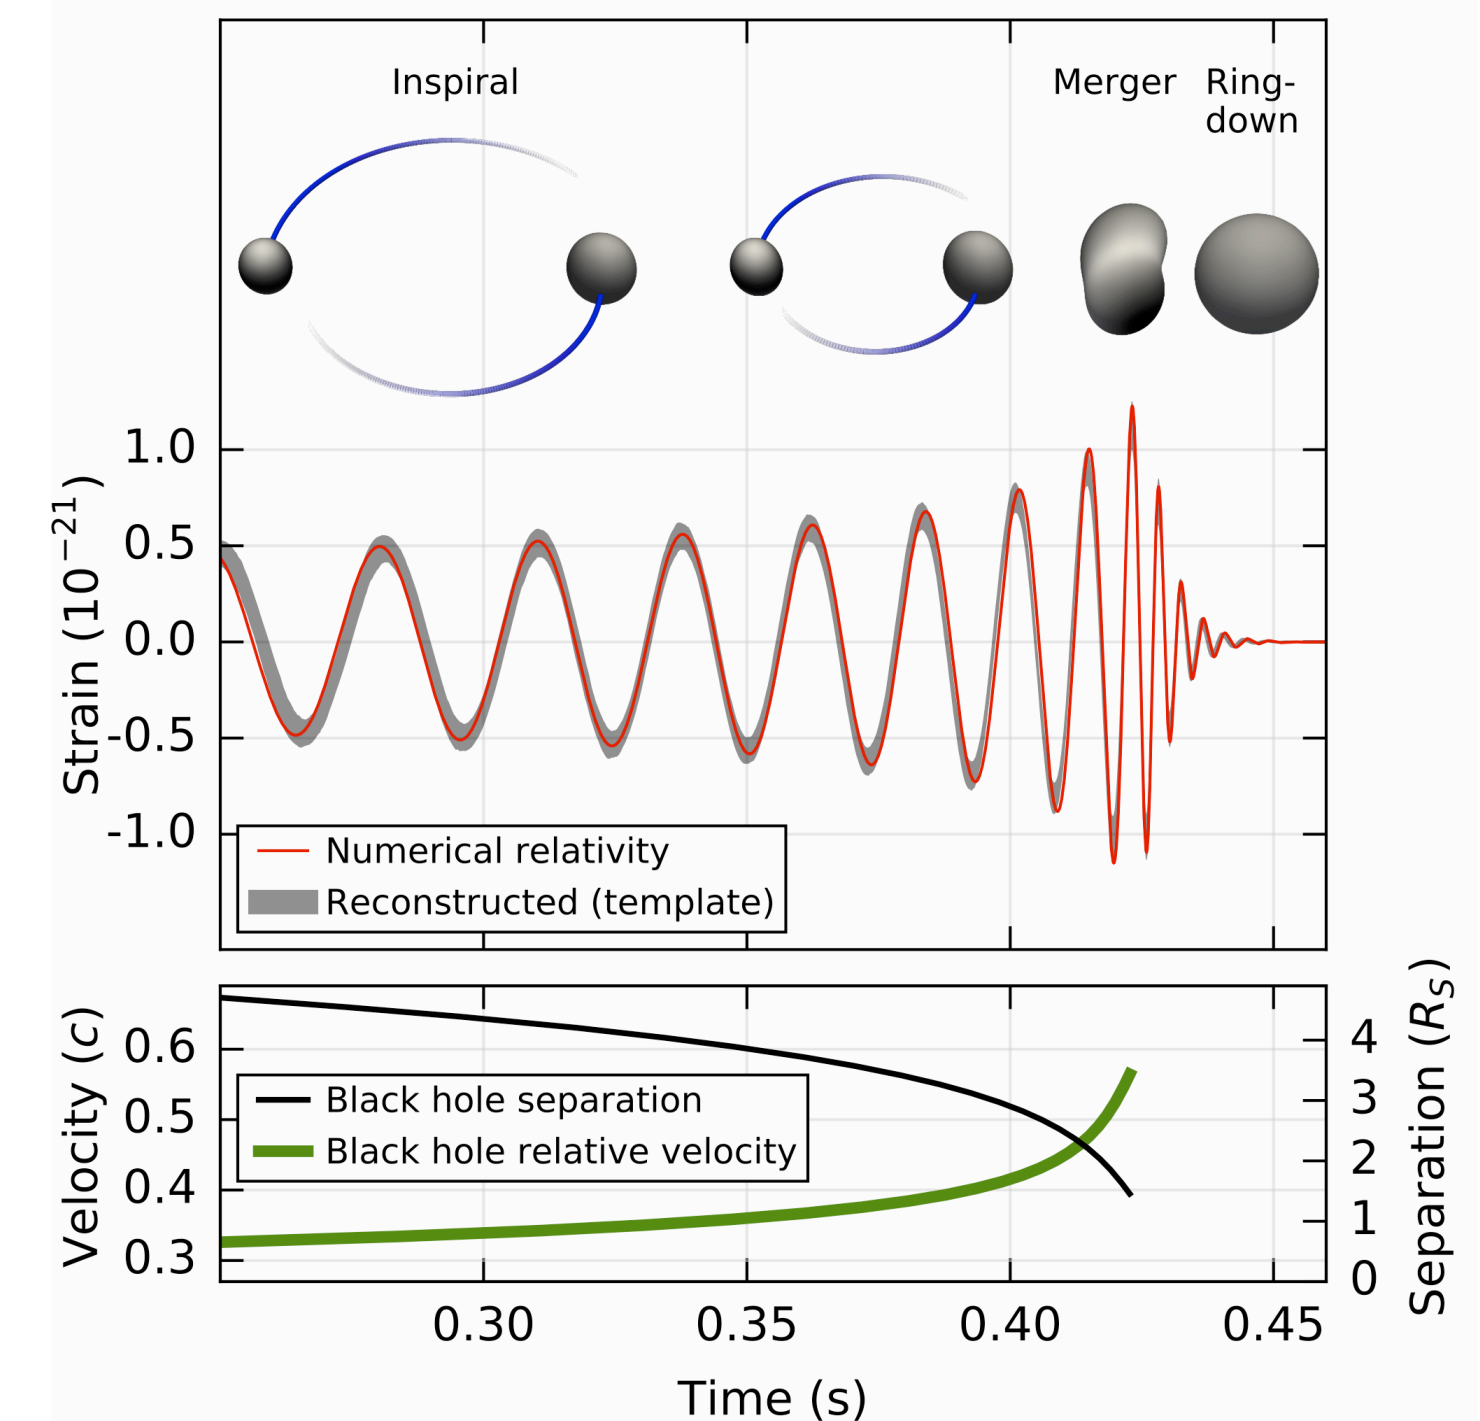 Inspiral
Merger
Ring-
down
1.0
0.5
0.0
-0.5
-1.0
Strain (10⁻²¹)
Numerical relativity
Reconstructed (template)
0.6
0.5
0.4
0.3
Velocity (c)
Black hole separation
Black hole relative velocity
4
3
2
1
0
Separation (R_S)
0.30
0.35
0.40
0.45
Time (s)